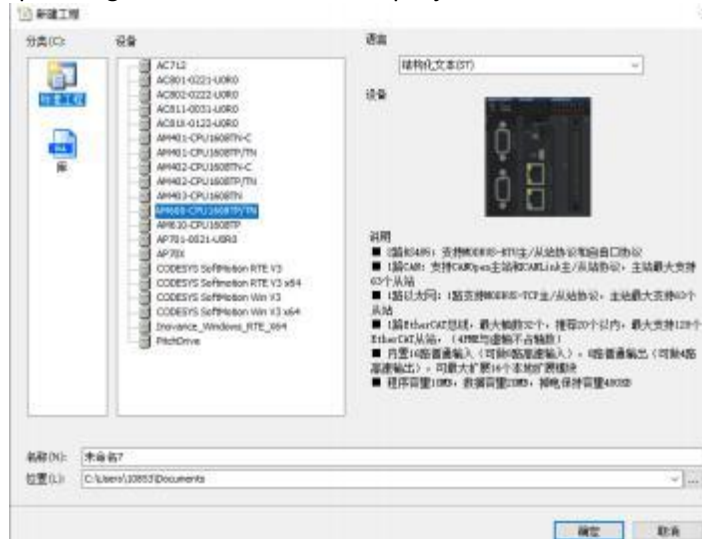 新建工程
分类(C):
设备
标准工程
库
AC712
AC801-0221-U0R0
AC802-0222-U0R0
AC811-0031-U0R0
AC81X-0122-U0R0
AM401-CPU1608TN-C
AM401-CPU1608TP/TN
AM402-CPU1608TN-C
AM402-CPU1608TP/TN
AM403-CPU1608TN
AM600-CPU1608TP/TN
AM610-CPU1608TP
AP701-0021-U0R0
AP70X
CODESYS SoftMotion RTE V3
CODESYS SoftMotion RTE V3 x64
CODESYS SoftMotion Win V3
CODESYS SoftMotion Win V3 x64
Inovance_Windows_RTE_X64
PitchDrive
语言
结构化文本(ST)
设备
说明
■ 2路RS485: 支持MODBUS-RTU主/从站协议和自由口协议
■ 1路CAN: 支持CANOpen主站和CANLink主/从站协议, 主站最大支持
63个从站
■ 1路以太网: 1路支持MODBUS-TCP主/从站协议, 主站最大支持63个
从站
■ 1路EtherCAT总线, 最大轴数32个, 推荐20个以内, 最大支持128个
EtherCAT从站, (4PME与虚轴不占轴数)
■ 内置16路普通输入(可做8路高速输入), 8路普通输出(可做4路
高速输出), 可最大扩展16个本地扩展模块
■ 程序容量10MB, 数据容量20MB, 掉电保持容量480KB
名称(N):
未命名7
位置(L):
C:\Users\10853\Documents
...
确定
取消